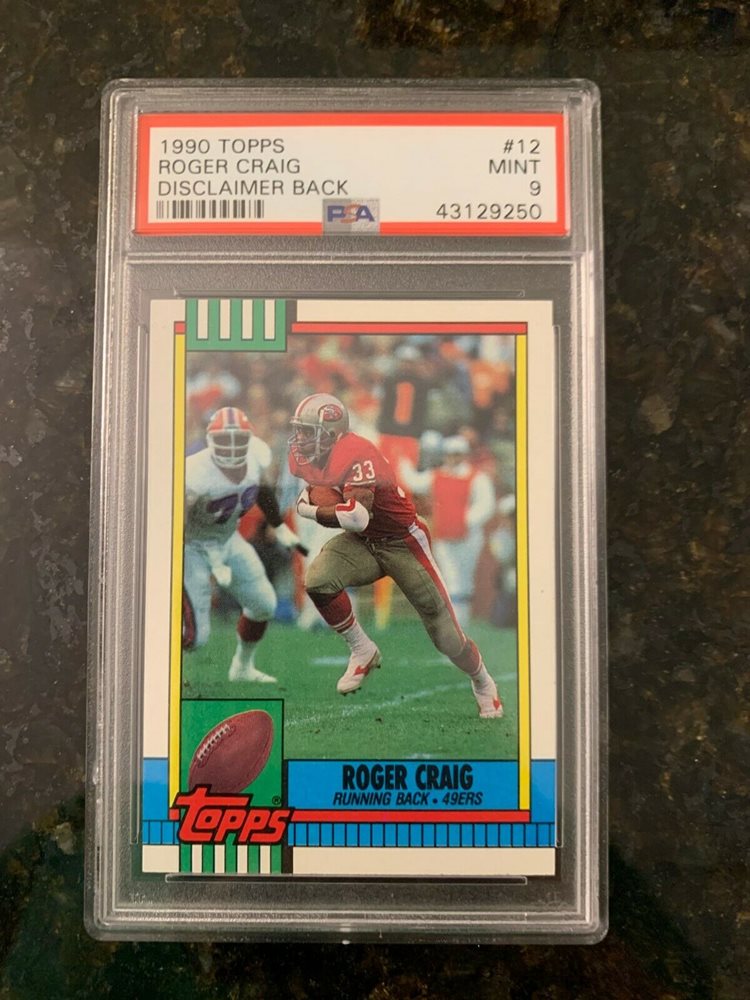 1990 TOPPS #12
ROGER CRAIG MINT
DISCLAIMER BACK 9
PSA 43129250
33
ROGER CRAIG
RUNNING BACK • 49ERS
Topps®